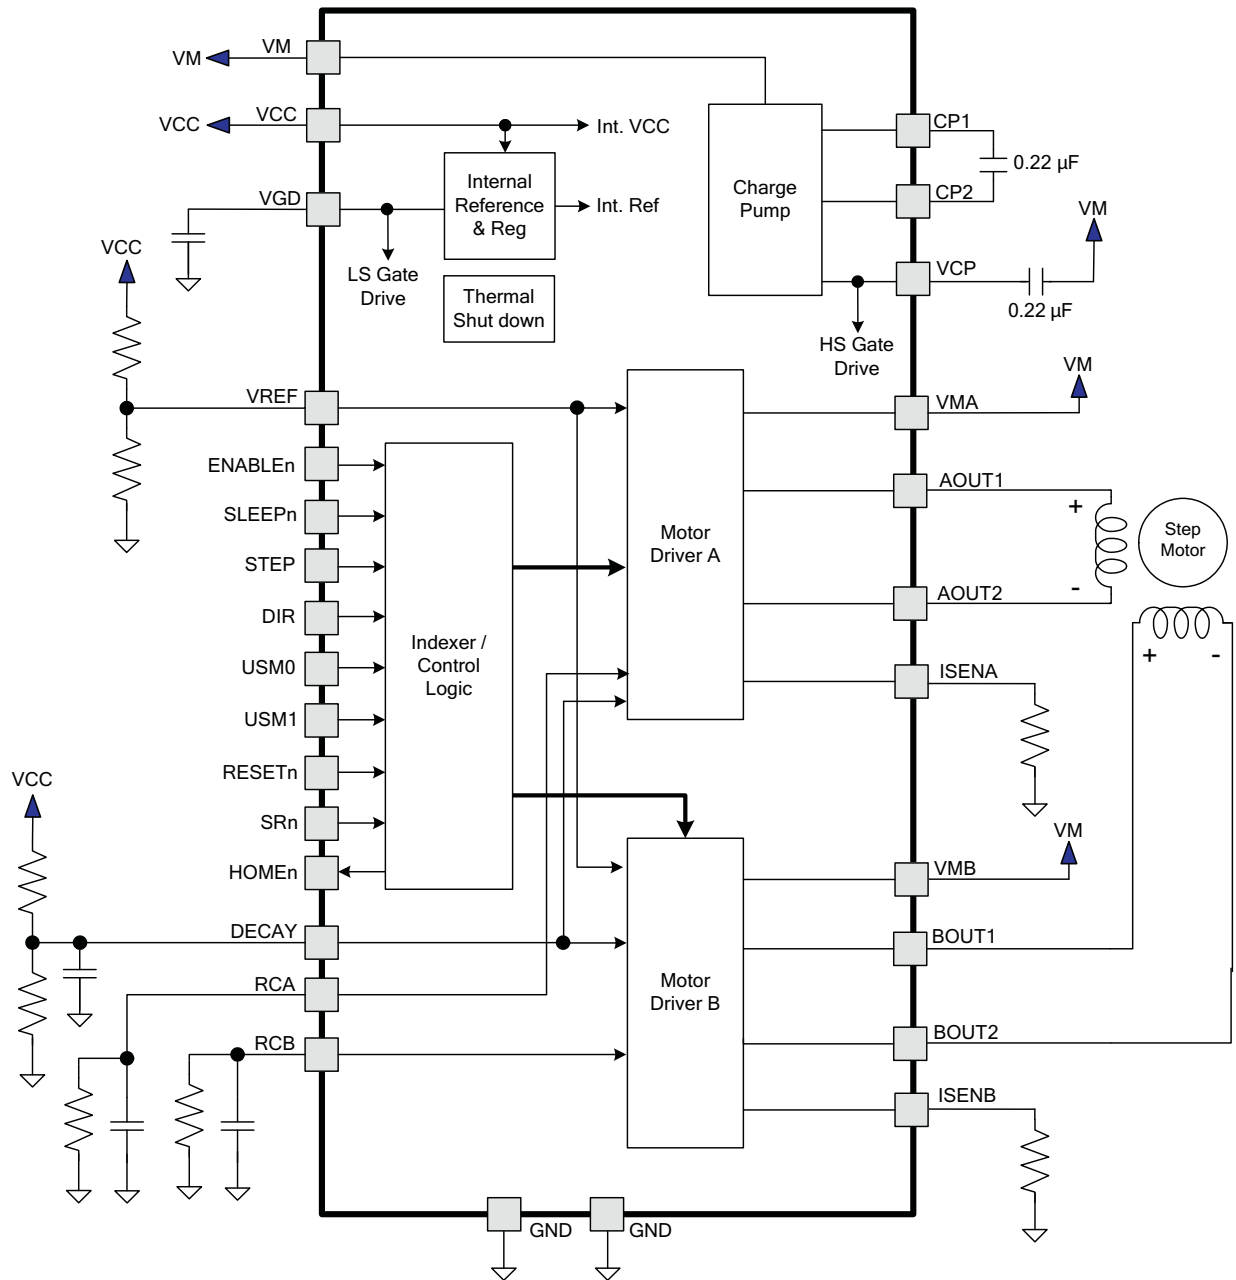 VM
VM
VCC
VCC
Int. VCC
CP1
0.22 µF
Internal
Reference
& Reg
Charge
Pump
CP2
VGD
Int. Ref
VM
VCC
LS Gate
Drive
VCP
Thermal
Shut down
0.22 µF
HS Gate
Drive
VM
VREF
VMA
ENABLEn
AOUT1
SLEEPn
+
Step
Motor
Motor
Driver A
STEP
-
AOUT2
DIR
Indexer /
Control
Logic
USM0
+
-
ISENA
USM1
RESETn
VCC
SRn
VM
HOMEn
VMB
DECAY
BOUT1
RCA
Motor
Driver B
RCB
BOUT2
ISENB
GND
GND